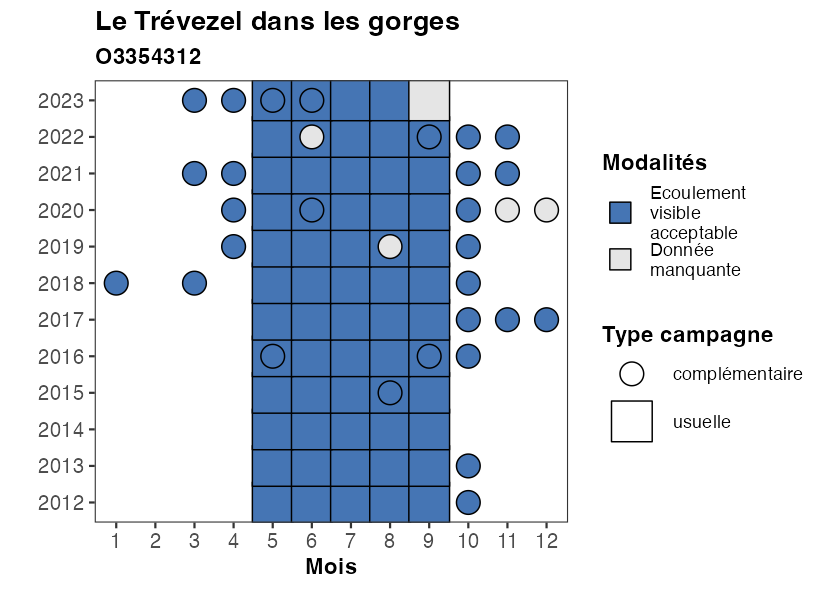 Le Trévezel dans les gorges
O3354312
2023
2022
2021
2020
2019
2018
2017
2016
2015
2014
2013
2012
1 2 3 4 5 6 7 8 9 10 11 12
Mois
Modalités
Ecoulement
visible
acceptable
Donnée
manquante
Type campagne
complémentaire
usuelle